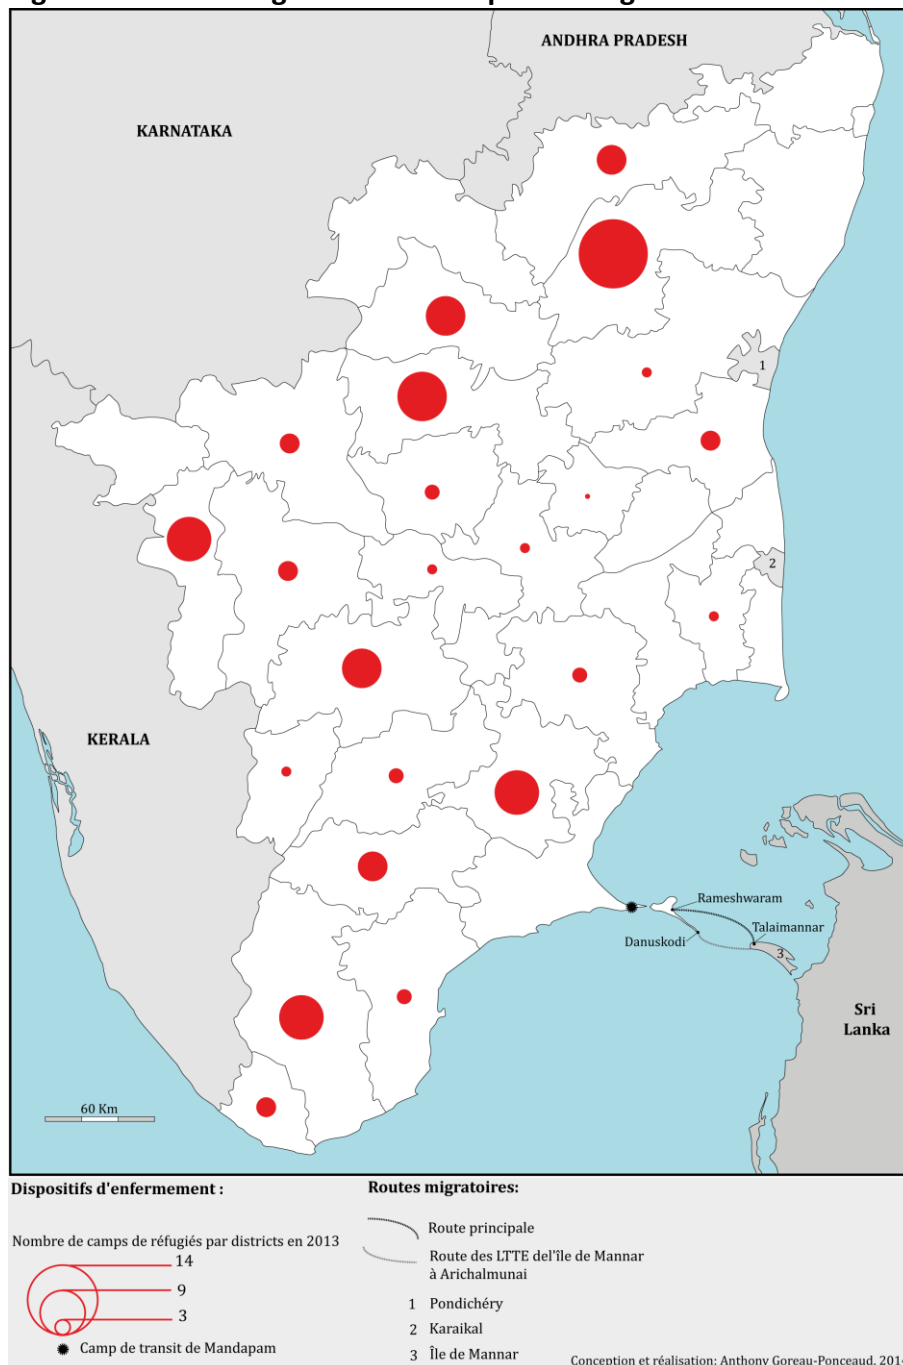 ANDHRA PRADESH
KARNATAKA
1
2
KERALA
Rameshwaram
Talaimannar
Danuskodi
3
Sri
Lanka
60 Km
Dispositifs d'enfermement :
Nombre de camps de réfugiés par districts en 2013
14
9
3
Camp de transit de Mandapam
Routes migratoires:
Route principale
Route des LTTE del'île de Mannar
à Arichalmunai
1 Pondichéry
2 Karaikal
3 Île de Mannar
Conception et réalisation: Anthony Goreau-Ponceaud, 201